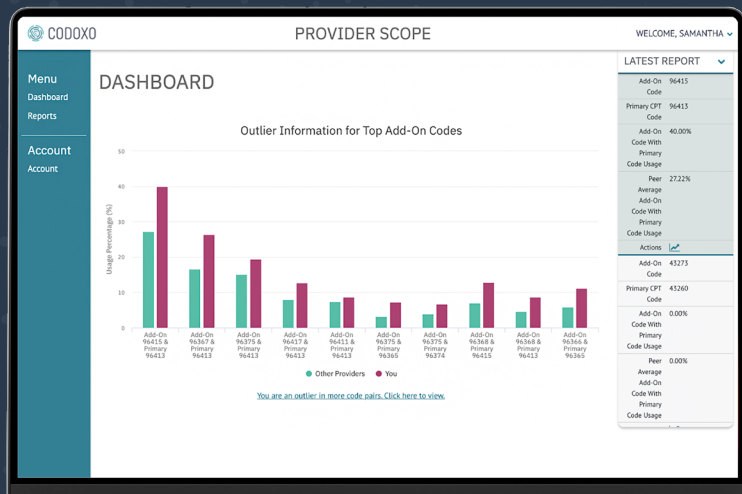 CODOXO
PROVIDER SCOPE
WELCOME, SAMANTHA
Menu
Dashboard
Reports
Account
Account
DASHBOARD
Outlier Information for Top Add-On Codes
Usage Percentage (%)
50
40
30
20
10
0
Add-On
96415 &
Primary
96413
Add-On
96367 &
Primary
96413
Add-On
96375 &
Primary
96413
Add-On
96417 &
Primary
96413
Add-On
96411 &
Primary
96413
Add-On
96375 &
Primary
96365
Add-On
96375 &
Primary
96374
Add-On
96368 &
Primary
96415
Add-On
96368 &
Primary
96413
Add-On
96366 &
Primary
96365
Other Providers
You
You are an outlier in more code pairs. Click here to view.
LATEST REPORT
Add-On 96415
Code
Primary CPT 96413
Code
Add-On 40.00%
Code With
Primary
Code Usage
Peer 27.22%
Average
Add-On
Code With
Primary
Code Usage
Actions
Add-On 43273
Code
Primary CPT 43260
Code
Add-On 0.00%
Code With
Primary
Code Usage
Peer 0.00%
Average
Add-On
Code With
Primary
Code Usage